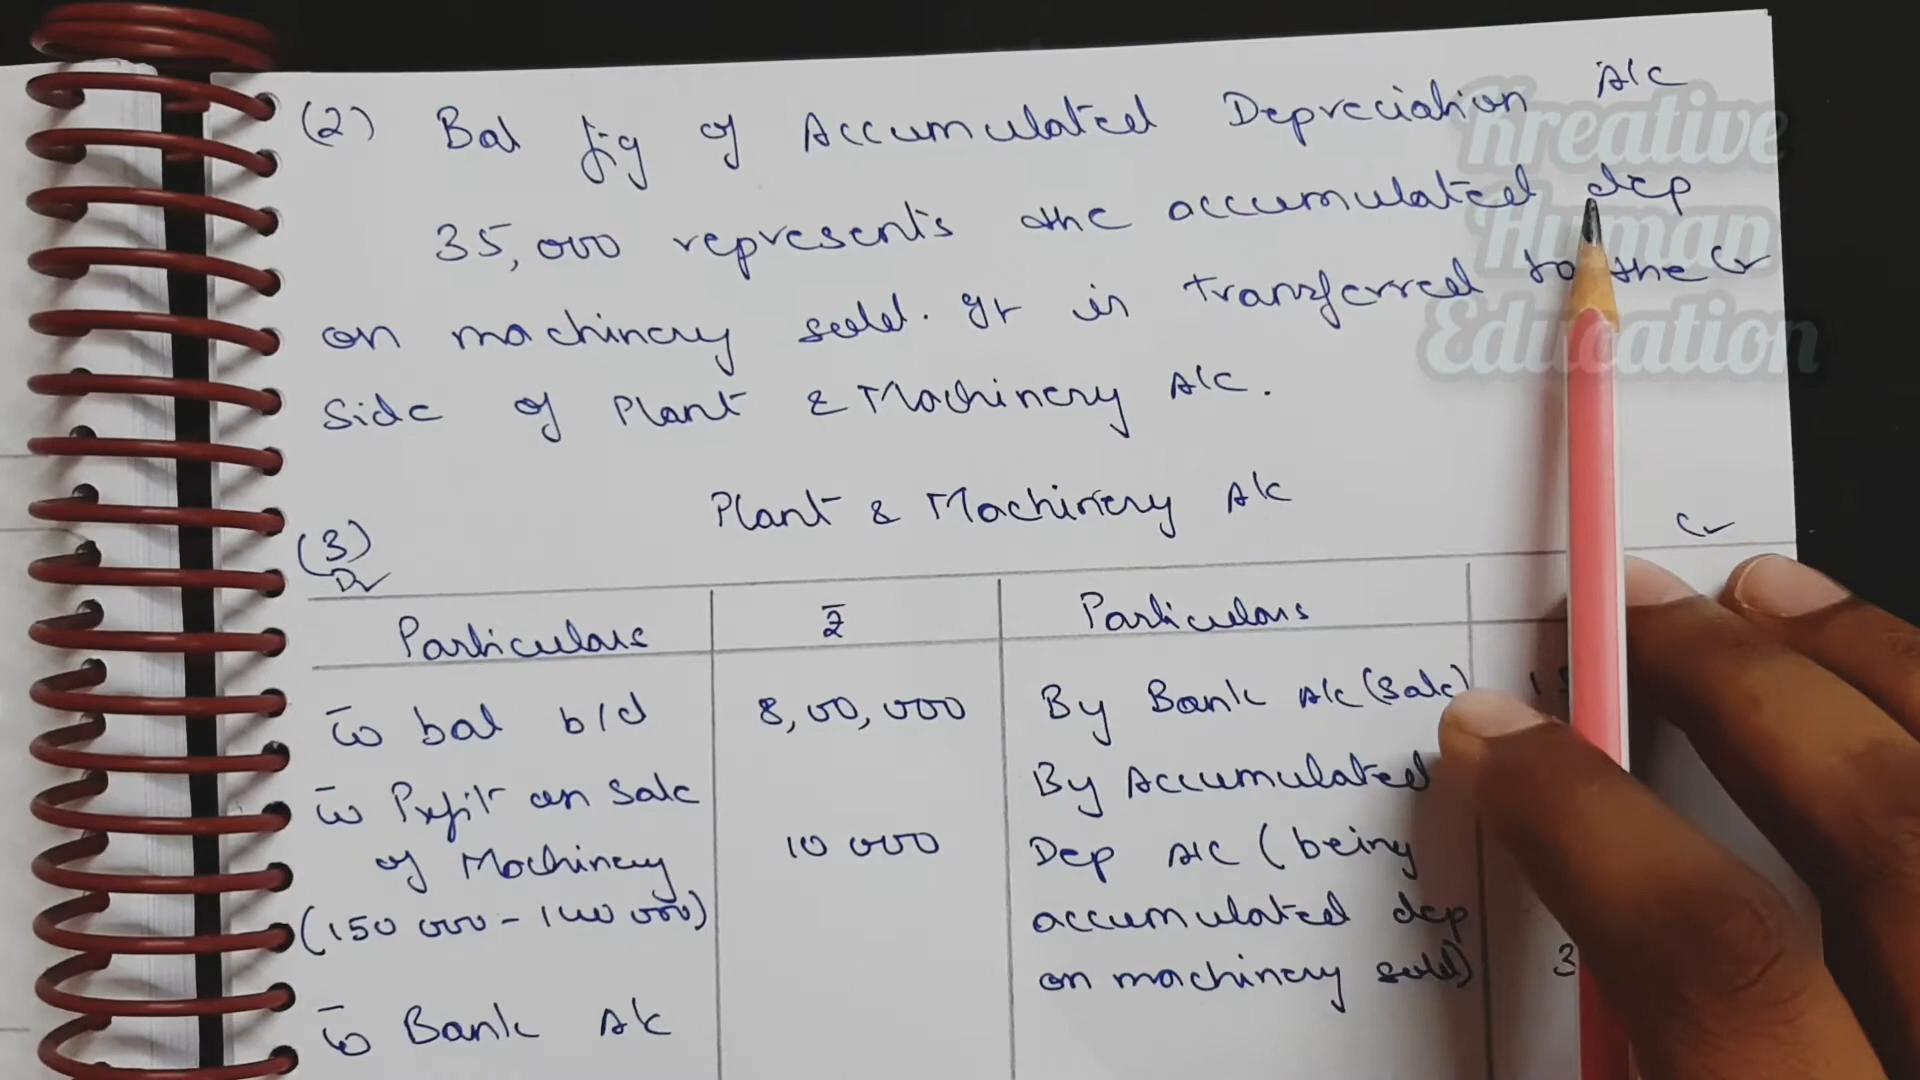 (2) Bal fig of Accumulated Depreciation A/c
35,000 represents the accumulated dep
on machinery sold. It is transferred to the Cr
side of Plant & Machinery A/c.
Plant & Machinery A/c
(3)
Dr
Cr
Particulars ₹ Particulars
To bal b/d 8,00,000 By Bank A/c (Sale)
To Profit on Sale
of Machinery 10 000
(150 000 - 140 000)
To Bank A/c
By Accumulated
Dep A/c (being
accumulated dep
on machinery sold)
Kreative
Human
Education